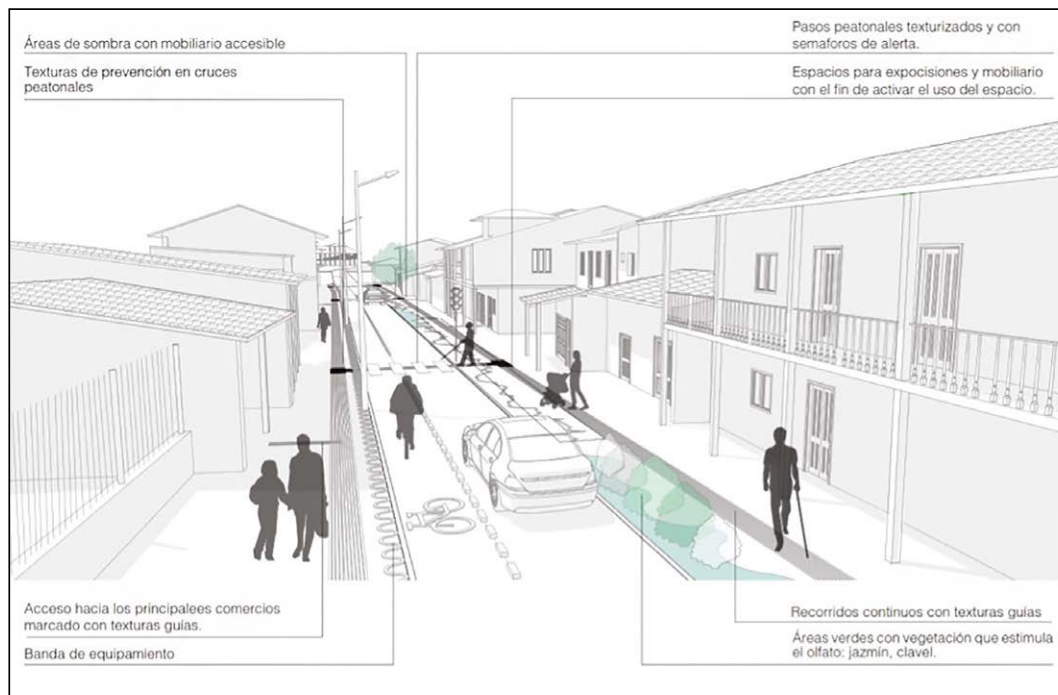 Áreas de sombra con mobiliario accesible
Texturas de prevención en cruces
peatonales
Pasos peatonales texturizados y con
semaforos de alerta.
Espacios para expocisiones y mobiliario
con el fin de activar el uso del espacio.
Acceso hacia los principalees comercios
marcado con texturas guías.
Banda de equipamiento
Recorridos continuos con texturas guías
Áreas verdes con vegetación que estimula
el olfato: jazmín, clavel.